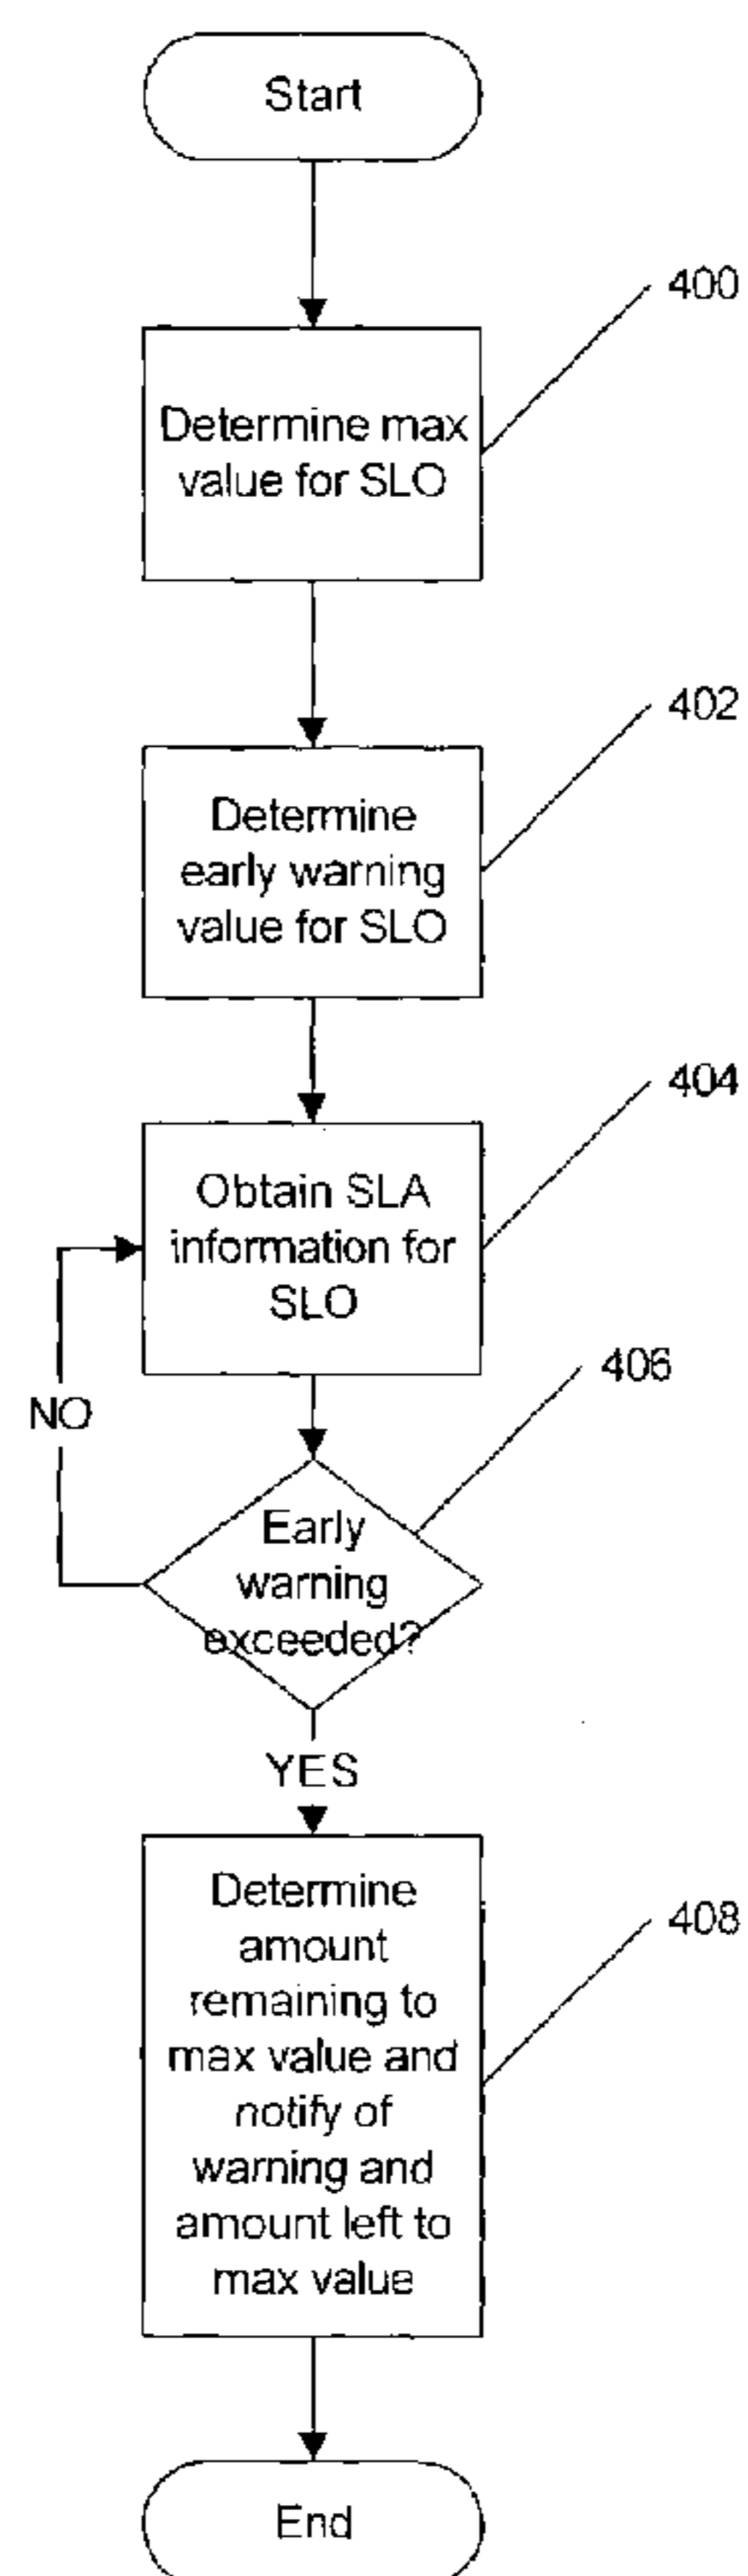 Start
400
Determine max
value for SLO
402
Determine
early warning
value for SLO
404
Obtain SLA
information for
SLO
406
NO
Early
warning
exceeded?
YES
408
Determine
amount
remaining to
max value and
notify of
warning and
amount left to
max value
End